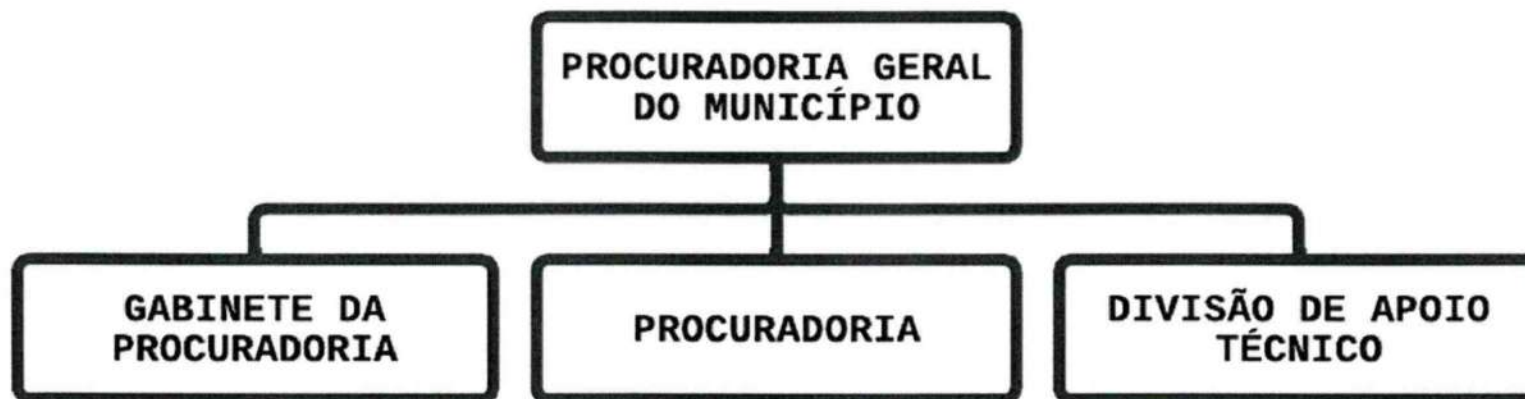 PROCURADORIA GERAL
DO MUNICÍPIO
GABINETE DA
PROCURADORIA
PROCURADORIA
DIVISÃO DE APOIO
TÉCNICO